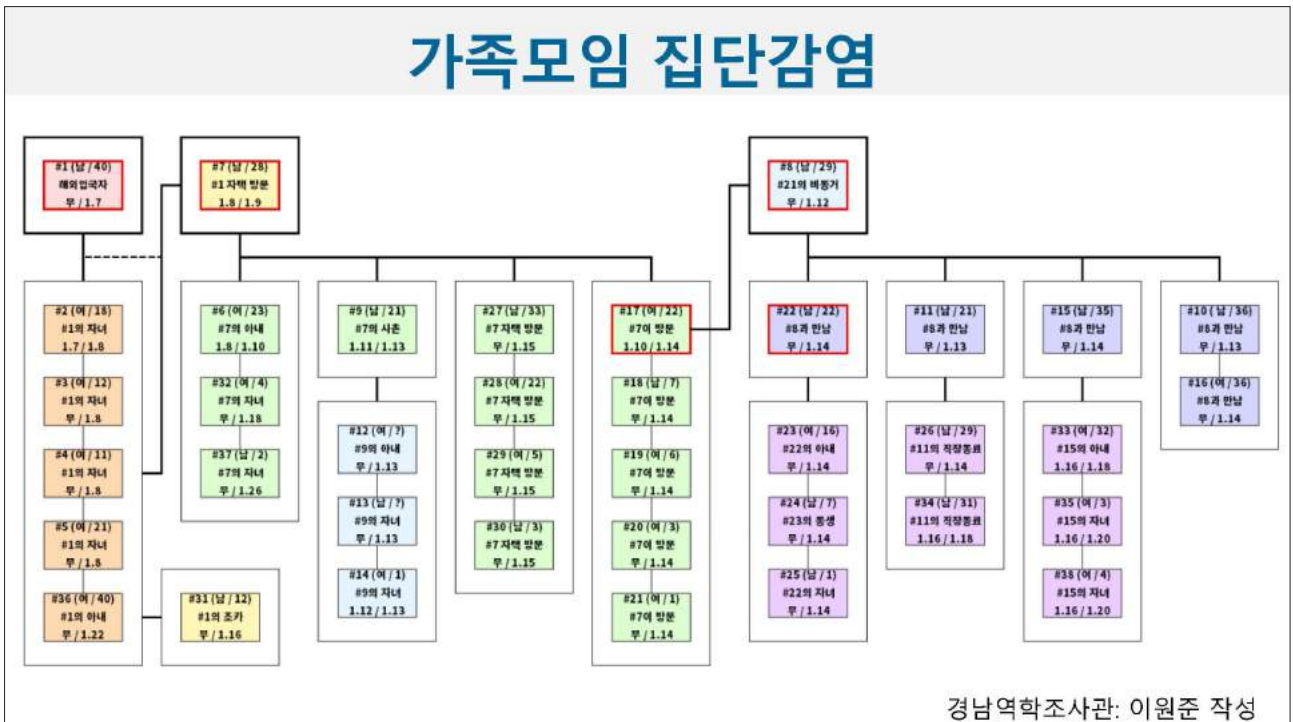 가족모임 집단감염
#1 (남 / 40)
해외입국자
무 / 1.7
#7 (남 / 28)
#1 자택 방문
1.8 / 1.9
#8 (남 / 29)
#21의 비동거
무 / 1.12
#2 (여 / 18)
#1의 자녀
1.7 / 1.8
#3 (여 / 12)
#1의 자녀
무 / 1.8
#4 (여 / 11)
#1의 자녀
무 / 1.8
#5 (여 / 21)
#1의 자녀
무 / 1.8
#36 (여 / 40)
#1의 아내
무 / 1.22
#31 (남 / 12)
#1의 조카
무 / 1.16
#6 (여 / 23)
#7의 아내
1.8 / 1.10
#32 (여 / 4)
#7의 자녀
무 / 1.18
#37 (남 / 2)
#7의 자녀
무 / 1.26
#9 (남 / 21)
#7의 사촌
1.11 / 1.13
#12 (여 / ?)
#9의 아내
무 / 1.13
#13 (남 / ?)
#9의 자녀
무 / 1.13
#14 (여 / 1)
#9의 자녀
1.12 / 1.13
#27 (남 / 33)
#7 자택 방문
무 / 1.15
#28 (여 / 22)
#7 자택 방문
무 / 1.15
#29 (여 / 5)
#7 자택 방문
무 / 1.15
#30 (남 / 3)
#7 자택 방문
무 / 1.15
#17 (여 / 22)
#7이 방문
1.10 / 1.14
#18 (남 / 7)
#7이 방문
무 / 1.14
#19 (여 / 6)
#7이 방문
무 / 1.14
#20 (여 / 3)
#7이 방문
무 / 1.14
#21 (여 / 1)
#7이 방문
무 / 1.14
#22 (남 / 22)
#8과 만남
무 / 1.14
#23 (여 / 16)
#22의 아내
무 / 1.14
#24 (남 / 7)
#23의 동생
무 / 1.14
#25 (남 / 1)
#22의 자녀
무 / 1.14
#11 (남 / 21)
#8과 만남
무 / 1.13
#26 (남 / 29)
#11의 직장동료
무 / 1.14
#34 (남 / 31)
#11의 직장동료
1.16 / 1.18
#15 (남 / 35)
#8과 만남
무 / 1.14
#33 (여 / 32)
#15의 아내
1.16 / 1.18
#35 (여 / 3)
#15의 자녀
1.16 / 1.20
#38 (여 / 4)
#15의 자녀
1.16 / 1.20
#10 (남 / 36)
#8과 만남
무 / 1.13
#16 (여 / 36)
#8과 만남
무 / 1.14
경남역학조사관: 이원준 작성